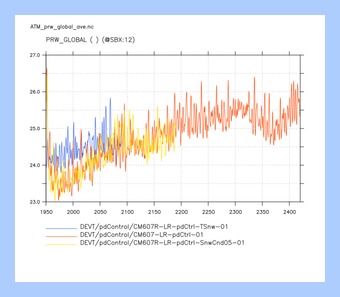 ATM_prw_global_ave.nc
PRW_GLOBAL ( ) (@SBX:12)
27.0
26.0
25.0
24.0
23.0
1950 2000 2050 2100 2150 2200 2250 2300 2350 2400
DEVT/pdControl/CM607R-LR-pdCtrl-TSnw-01
DEVT/pdControl/CM607-LR-pdCtrl-01
DEVT/pdControl/CM607R-LR-pdCtrl-SnwCnd05-01